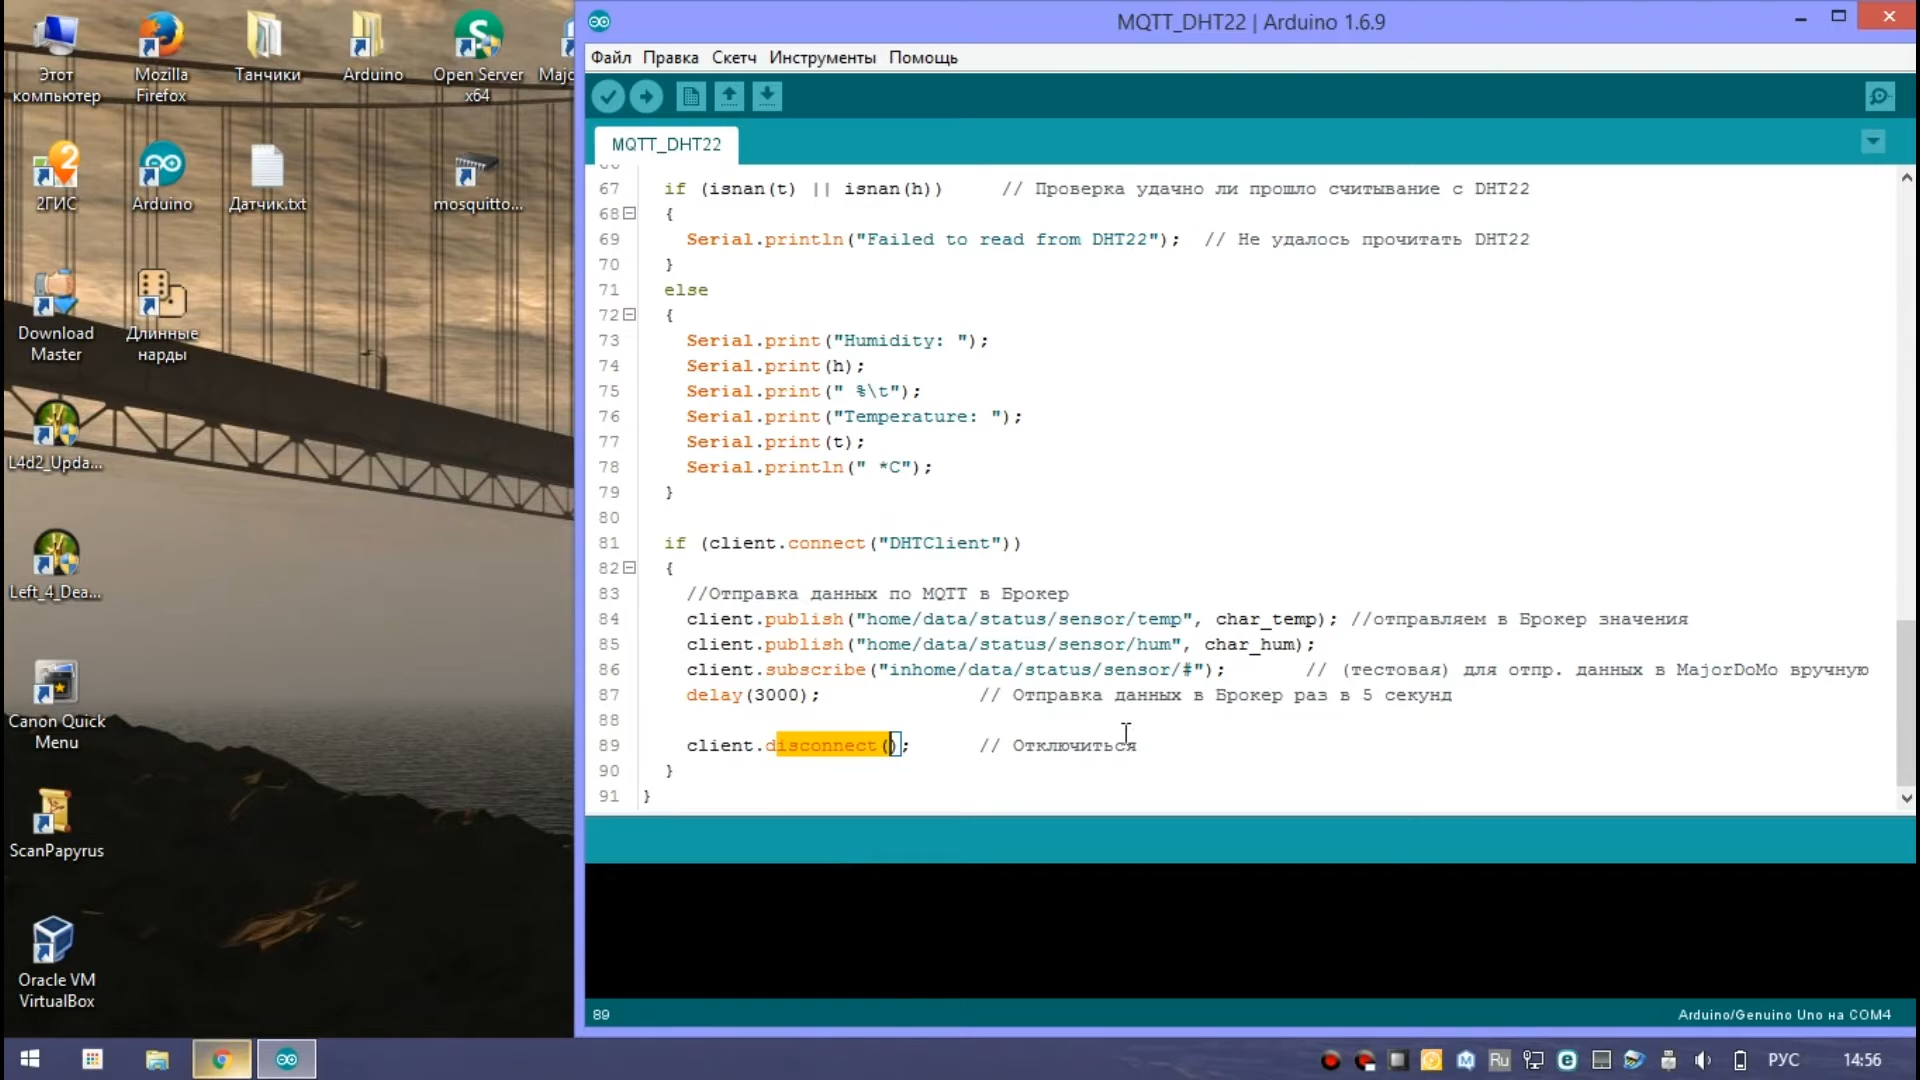 Этот компьютер
Mozilla Firefox
Танчики
Arduino
Open Server x64
Majo
2ГИС
Arduino
Датчик.txt
mosquitto...
Download Master
Длинные нарды
L4d2_Upda...
Left_4_Dea...
Canon Quick Menu
ScanPapyrus
Oracle VM VirtualBox
MQTT_DHT22 | Arduino 1.6.9
Файл Правка Скетч Инструменты Помощь
MQTT_DHT22
67 if (isnan(t) || isnan(h)) // Проверка удачно ли прошло считывание с DHT22
68 {
69 Serial.println("Failed to read from DHT22"); // Не удалось прочитать DHT22
70 }
71 else
72 {
73 Serial.print("Humidity: ");
74 Serial.print(h);
75 Serial.print(" %\t");
76 Serial.print("Temperature: ");
77 Serial.print(t);
78 Serial.println(" *C");
79 }
80
81 if (client.connect("DHTClient"))
82 {
83 //Отправка данных по MQTT в Брокер
84 client.publish("home/data/status/sensor/temp", char_temp); //отправляем в Брокер значения
85 client.publish("home/data/status/sensor/hum", char_hum);
86 client.subscribe("inhome/data/status/sensor/#"); // (тестовая) для отпр. данных в MajorDoMo вручную
87 delay(3000); // Отправка данных в Брокер раз в 5 секунд
88
89 client.disconnect(); // Отключиться
90 }
91 }
89
Arduino/Genuino Uno на COM4
Ru
РУС
14:56